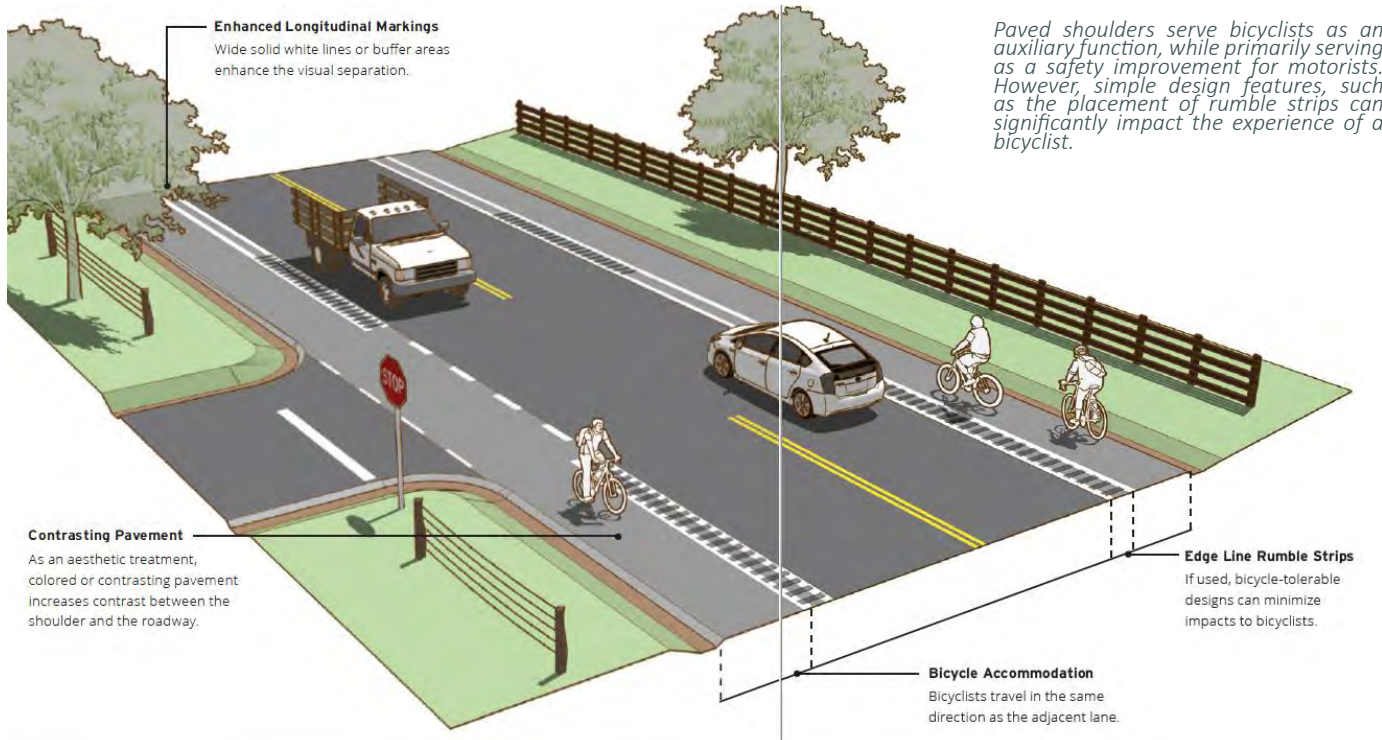 Enhanced Longitudinal Markings
Wide solid white lines or buffer areas
enhance the visual separation.
Paved shoulders serve bicyclists as an
auxiliary function, while primarily serving
as a safety improvement for motorists.
However, simple design features, such
as the placement of rumble strips can
significantly impact the experience of a
bicyclist.
STOP
Contrasting Pavement
As an aesthetic treatment,
colored or contrasting pavement
increases contrast between the
shoulder and the roadway.
Edge Line Rumble Strips
If used, bicycle-tolerable
designs can minimize
impacts to bicyclists.
Bicycle Accommodation
Bicyclists travel in the same
direction as the adjacent lane.